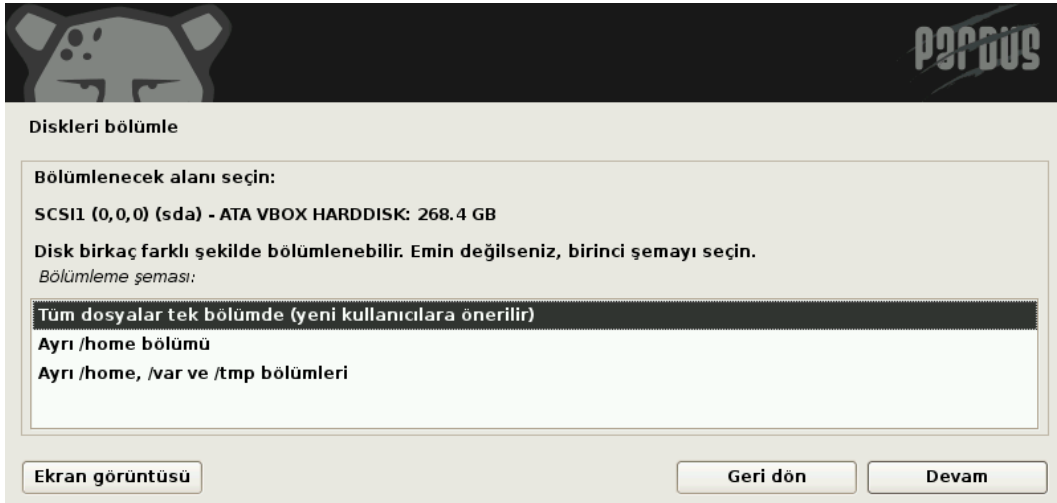 PARDUS
Diskleri bölümle
Bölümlenecek alanı seçin:
SCSI1 (0,0,0) (sda) - ATA VBOX HARDDISK: 268.4 GB
Disk birkaç farklı şekilde bölümlenebilir. Emin değilseniz, birinci şemayı seçin.
Bölümleme şeması:
Tüm dosyalar tek bölümde (yeni kullanıcılara önerilir)
Ayrı /home bölümü
Ayrı /home, /var ve /tmp bölümleri
Ekran görüntüsü
Geri dön
Devam